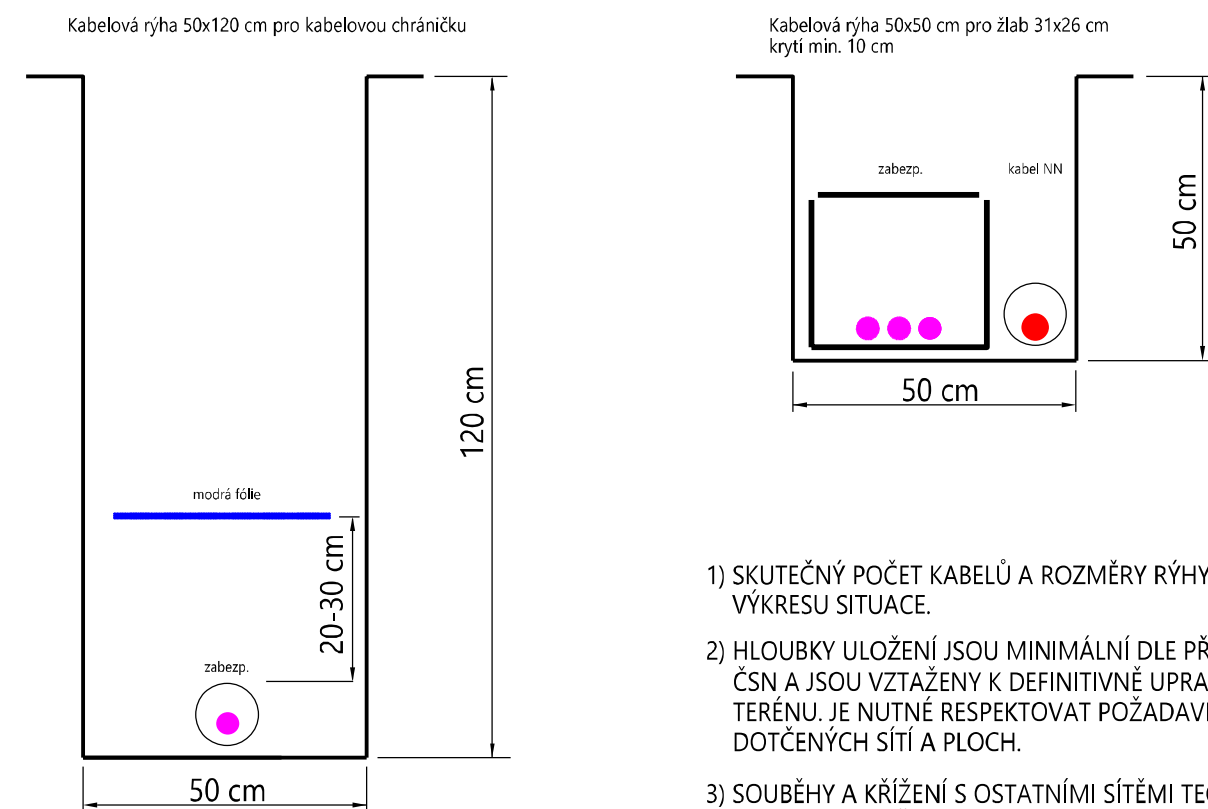 Kabelová rýha 50x120 cm pro kabelovou chráničku
modrá fólie
20-30 cm
zabezp.
120 cm
50 cm
Kabelová rýha 50x50 cm pro žlab 31x26 cm
krytí min. 10 cm
zabezp.
kabel NN
50 cm
50 cm
1) SKUTEČNÝ POČET KABELŮ A ROZMĚRY RÝHY
VÝKRESU SITUACE.
2) HLOUBKY ULOŽENÍ JSOU MINIMÁLNÍ DLE PŘ
ČSN A JSOU VZTAŽENY K DEFINITIVNĚ UPRA
TERÉNU. JE NUTNÉ RESPEKTOVAT POŽADAV
DOTČENÝCH SÍTÍ A PLOCH.
3) SOUBĚHY A KŘÍŽENÍ S OSTATNÍMI SÍTĚMI TEC